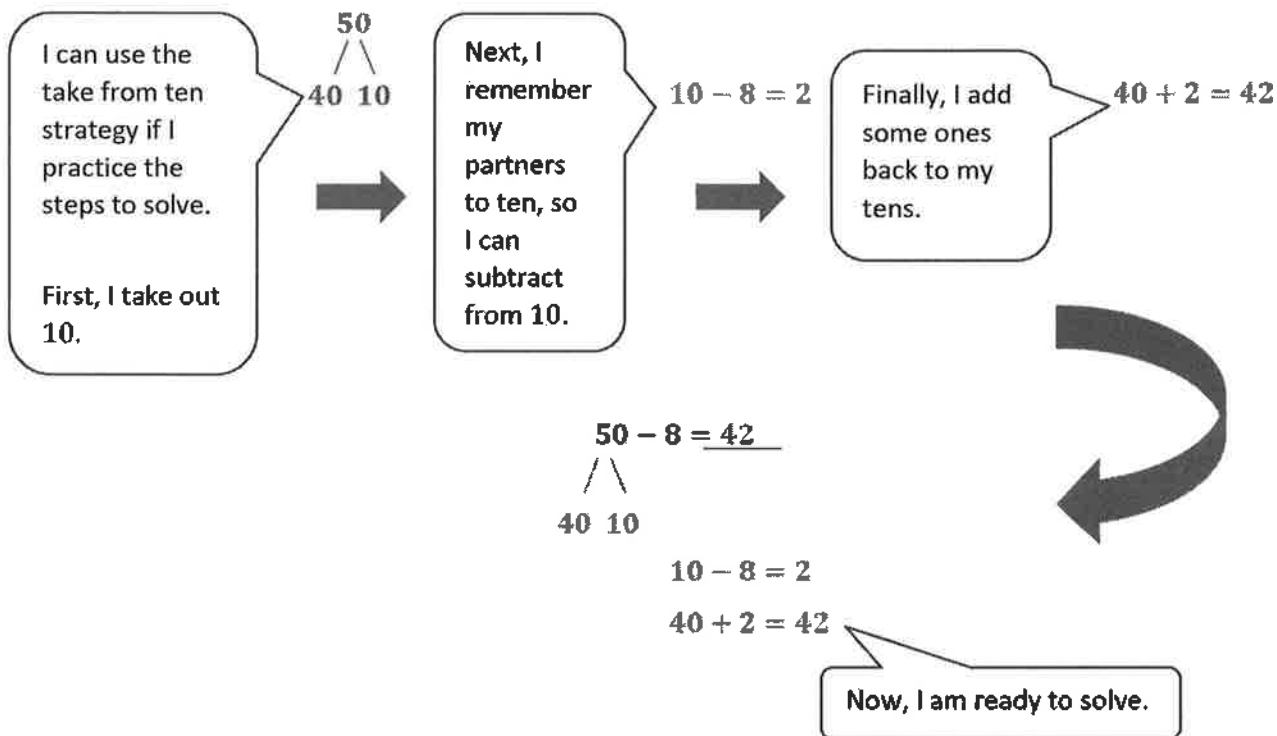 I can use the
take from ten
strategy if I
practice the
steps to solve.
First, I take out
10.
50
40 10
Next, I
remember
my
partners
to ten, so
I can
subtract
from 10.
10 − 8 = 2
Finally, I add
some ones
back to my
tens.
40 + 2 = 42
50 − 8 = 42
40 10
10 − 8 = 2
40 + 2 = 42
Now, I am ready to solve.